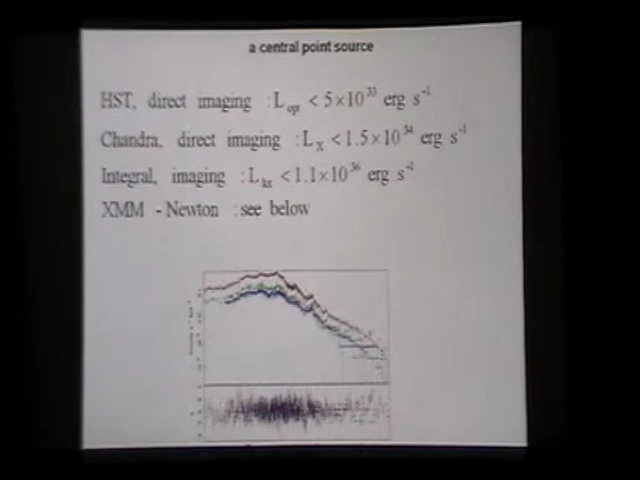 a central point source
HST, direct imaging : L_opt < 5×10^33 erg s^-1
Chandra, direct imaging : L_X < 1.5×10^34 erg s^-1
Integral, imaging : L_hx < 1.1×10^36 erg s^-1
XMM - Newton : see below